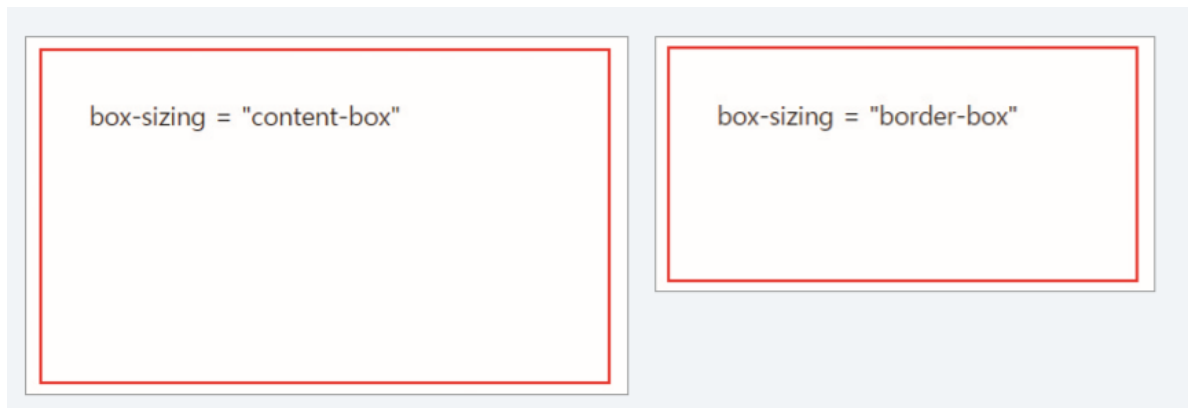 box-sizing = "content-box"
box-sizing = "border-box"